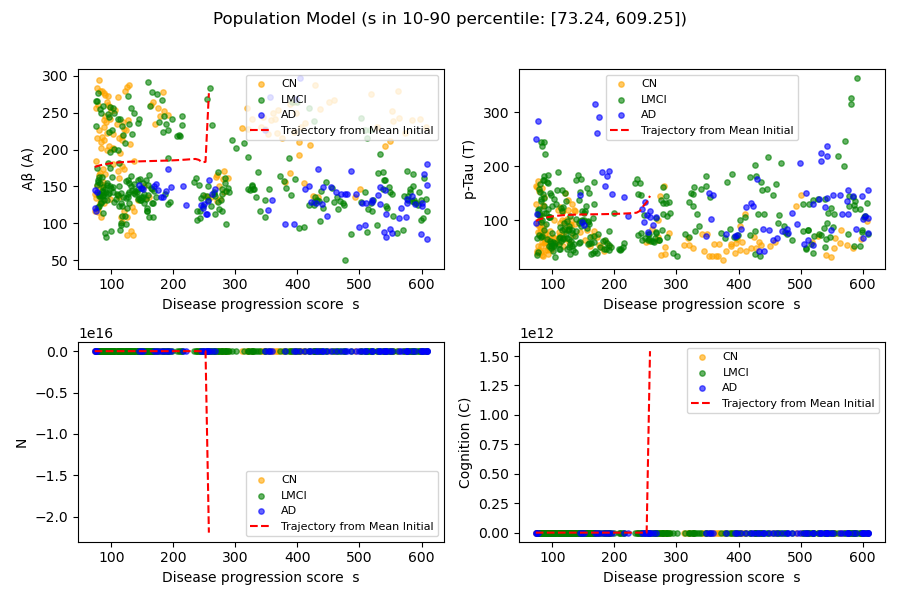 Population Model (s in 10-90 percentile: [73.24, 609.25])
Aβ (A)
300
250
200
150
100
50
CN
LMCI
AD
Trajectory from Mean Initial
100 200 300 400 500 600
Disease progression score s
p-Tau (T)
300
200
100
CN
LMCI
AD
Trajectory from Mean Initial
100 200 300 400 500 600
Disease progression score s
1e16
N
0.0
−0.5
−1.0
−1.5
−2.0
CN
LMCI
AD
Trajectory from Mean Initial
100 200 300 400 500 600
Disease progression score s
1e12
Cognition (C)
1.50
1.25
1.00
0.75
0.50
0.25
0.00
CN
LMCI
AD
Trajectory from Mean Initial
100 200 300 400 500 600
Disease progression score s